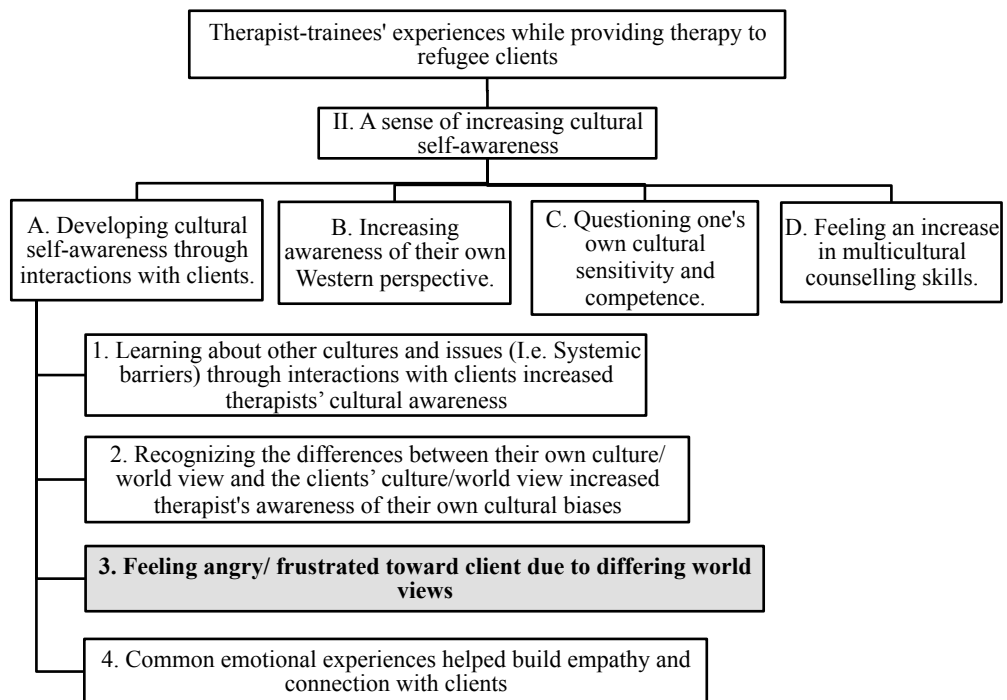 Therapist-trainees' experiences while providing therapy to
refugee clients
II. A sense of increasing cultural
self-awareness
A. Developing cultural
self-awareness through
interactions with clients.
B. Increasing
awareness of their own
Western perspective.
C. Questioning one's
own cultural
sensitivity and
competence.
D. Feeling an increase
in multicultural
counselling skills.
1. Learning about other cultures and issues (I.e. Systemic
barriers) through interactions with clients increased
therapists’ cultural awareness
2. Recognizing the differences between their own culture/
world view and the clients’ culture/world view increased
therapist's awareness of their own cultural biases
3. Feeling angry/ frustrated toward client due to differing world
views
4. Common emotional experiences helped build empathy and
connection with clients